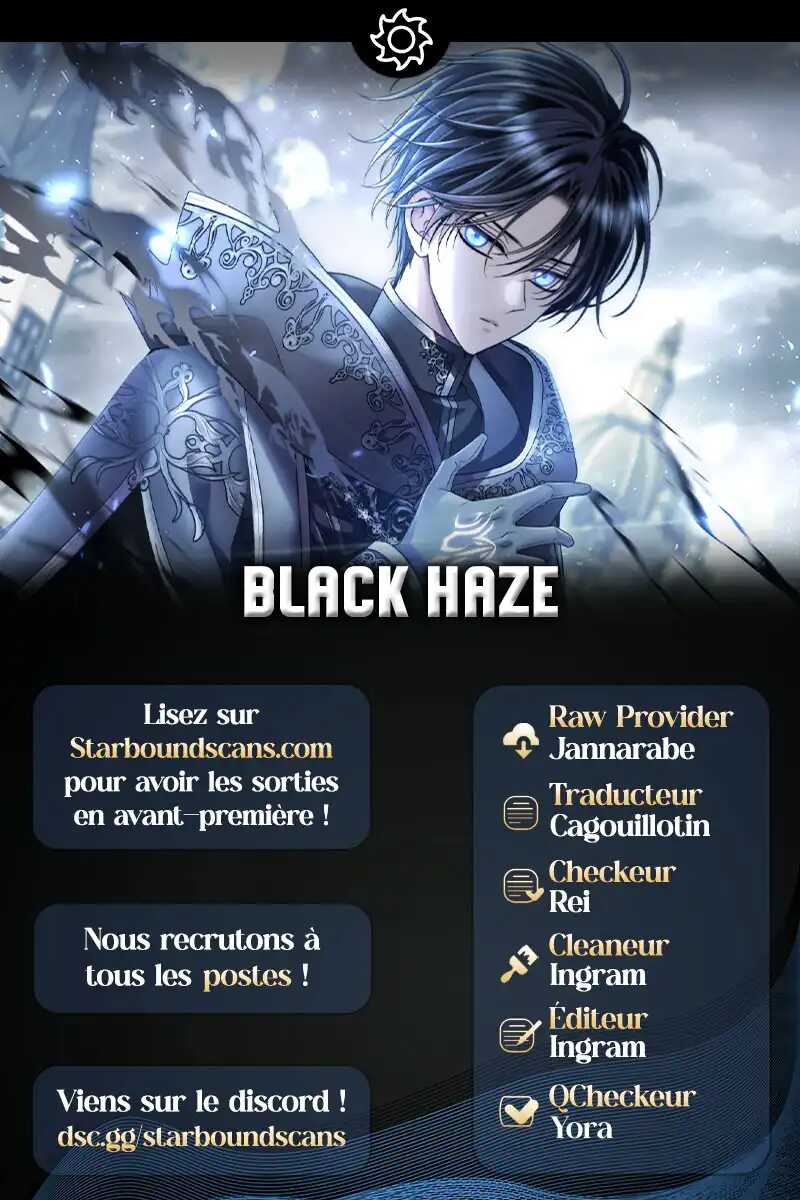 BLACK HAZE
Lisez sur
Starboundscans.com
pour avoir les sorties
en avant-première !
Nous recrutons à
tous les postes !
Viens sur le discord !
dsc.gg/starboundscans
Raw Provider
Jannarabe
Traducteur
Cagouillotin
Checkeur
Rei
Cleaneur
Ingram
Éditeur
Ingram
QCheckeur
Yora